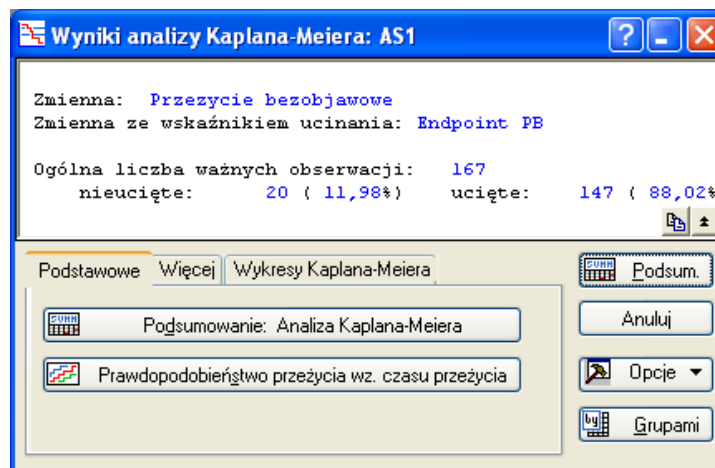 Wyniki analizy Kaplana-Meiera: AS1
Zmienna: Przezycie bezobjawowe
Zmienna ze wskaźnikiem ucinania: Endpoint PB
Ogólna liczba ważnych obserwacji: 167
nieucięte: 20 ( 11,98%) ucięte: 147 ( 88,02%
Podstawowe Więcej Wykresy Kaplana-Meiera
Podsum.
Podsumowanie: Analiza Kaplana-Meiera
Anuluj
Prawdopodobieństwo przeżycia wz. czasu przeżycia
Opcje
Grupami